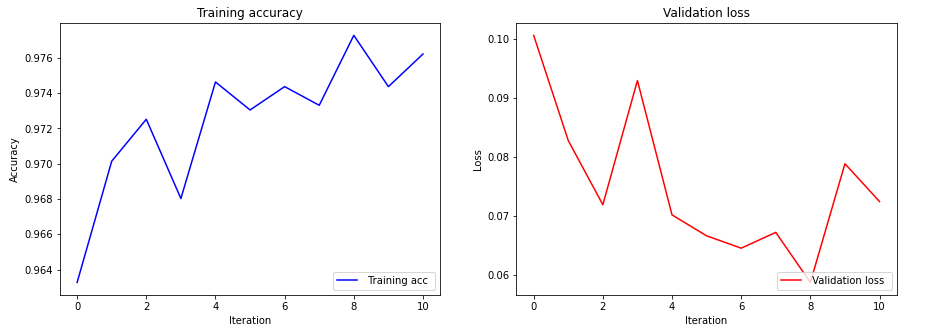 Training accuracy
Accuracy
0.976
0.974
0.972
0.970
0.968
0.966
0.964
Training acc
0 2 4 6 8 10
Iteration
Validation loss
Loss
0.10
0.09
0.08
0.07
0.06
Validation loss
0 2 4 6 8 10
Iteration